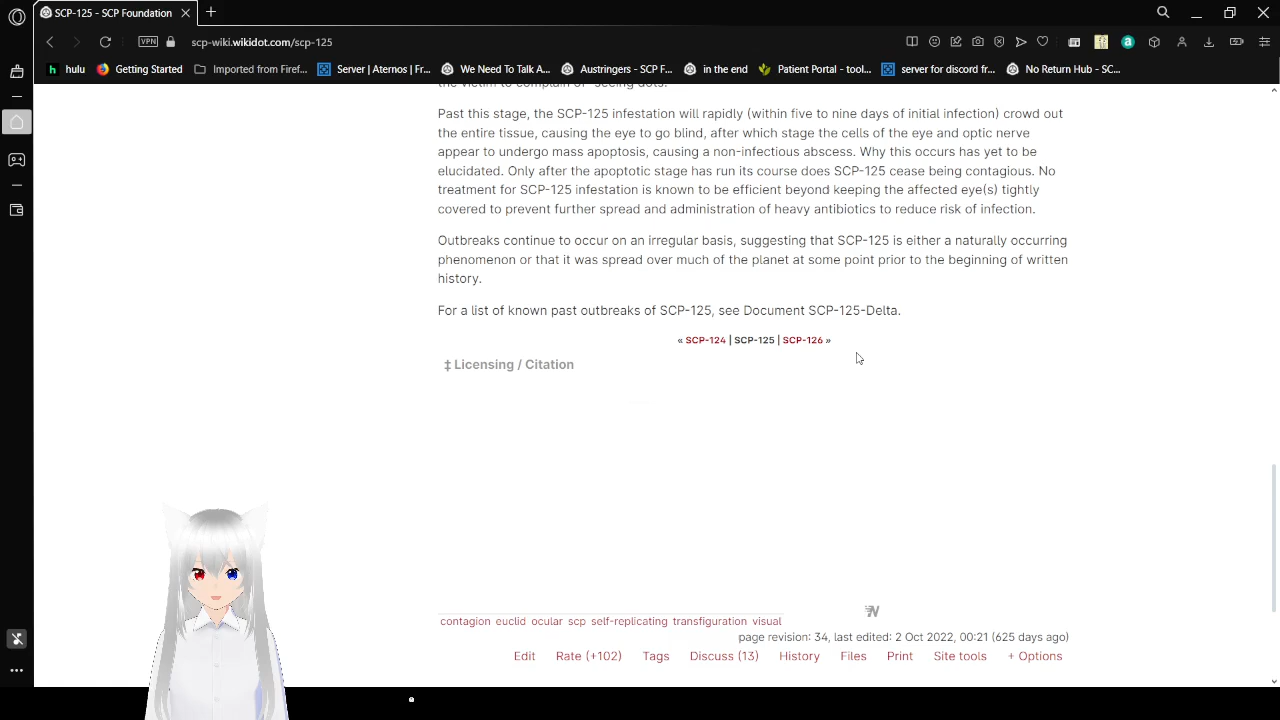 SCP-125 - SCP Foundation
VPN
scp-wiki.wikidot.com/scp-125
hulu
Getting Started
Imported from Firef...
Server | Aternos | Fr...
We Need To Talk A...
Austringers - SCP F...
in the end
Patient Portal - tool...
server for discord fr...
No Return Hub - SC...
the victim to complain of "seeing dots."
Past this stage, the SCP-125 infestation will rapidly (within five to nine days of initial infection) crowd out
the entire tissue, causing the eye to go blind, after which stage the cells of the eye and optic nerve
appear to undergo mass apoptosis, causing a non-infectious abscess. Why this occurs has yet to be
elucidated. Only after the apoptotic stage has run its course does SCP-125 cease being contagious. No
treatment for SCP-125 infestation is known to be efficient beyond keeping the affected eye(s) tightly
covered to prevent further spread and administration of heavy antibiotics to reduce risk of infection.
Outbreaks continue to occur on an irregular basis, suggesting that SCP-125 is either a naturally occurring
phenomenon or that it was spread over much of the planet at some point prior to the beginning of written
history.
For a list of known past outbreaks of SCP-125, see Document SCP-125-Delta.
« SCP-124 | SCP-125 | SCP-126 »
‡ Licensing / Citation
contagion euclid ocular scp self-replicating transfiguration visual
page revision: 34, last edited: 2 Oct 2022, 00:21 (625 days ago)
Edit Rate (+102) Tags Discuss (13) History Files Print Site tools + Options